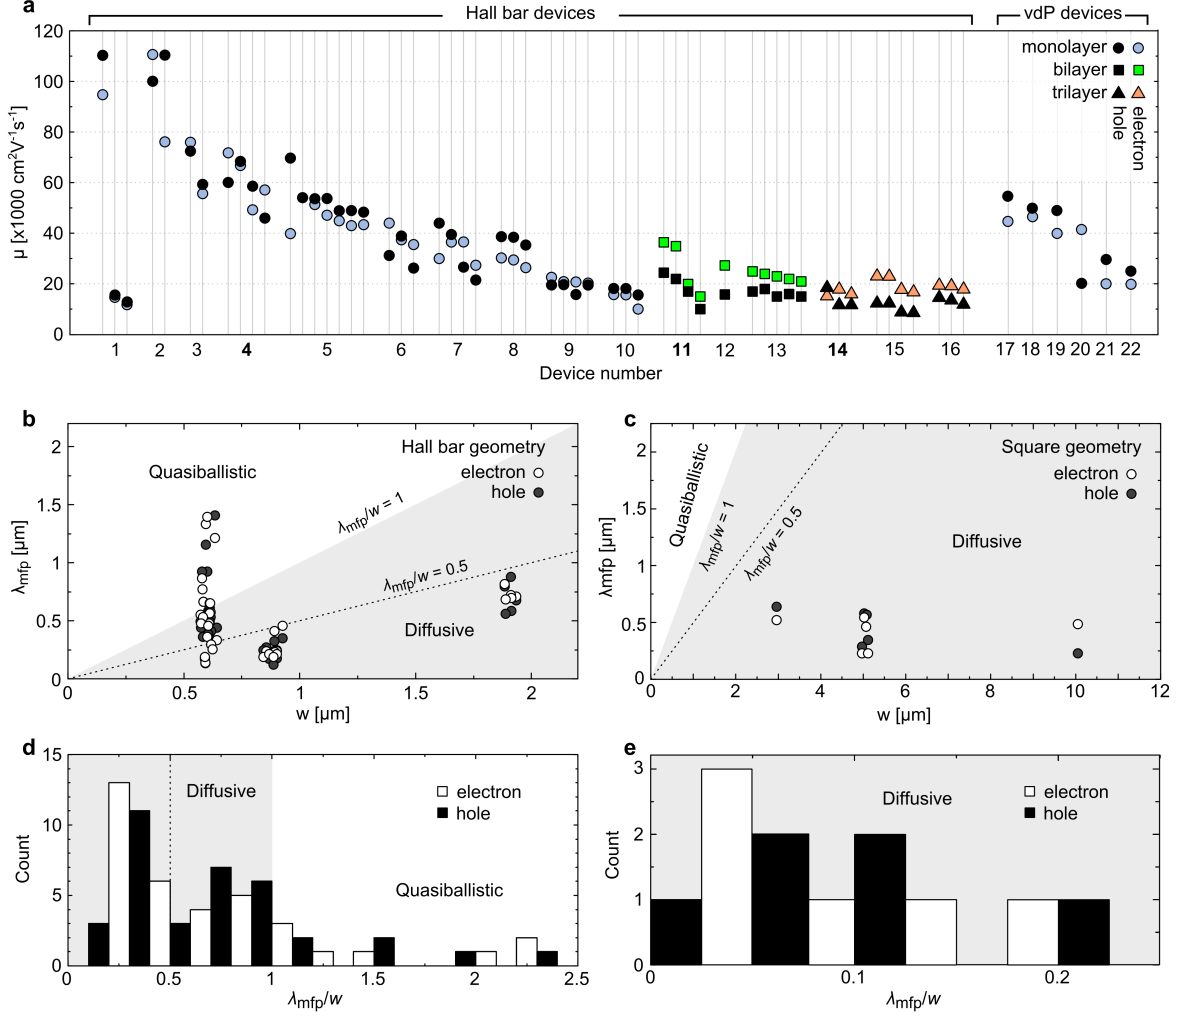 a
Hall bar devices
vdP devices
120
100
80
60
40
20
0
μ [x1000 cm²V⁻¹s⁻¹]
monolayer
bilayer
trilayer
hole
electron
1 2 3 4 5 6 7 8 9 10 11 12 13 14 15 16 17 18 19 20 21 22
Device number
b
2
1.5
1
0.5
0
λmfp [μm]
Quasiballistic
Hall bar geometry
electron
hole
λmfp/w = 1
λmfp/w = 0.5
Diffusive
0 0.5 1 1.5 2
w [μm]
c
2
1.5
1
0.5
0
λmfp [μm]
Quasiballistic
λmfp/w = 1
λmfp/w = 0.5
Square geometry
electron
hole
Diffusive
0 2 4 6 8 10 12
w [μm]
d
15
10
5
0
Count
Diffusive
electron
hole
Quasiballistic
0 0.5 1 1.5 2 2.5
λmfp/w
e
3
2
1
0
Count
Diffusive
electron
hole
0 0.1 0.2
λmfp/w